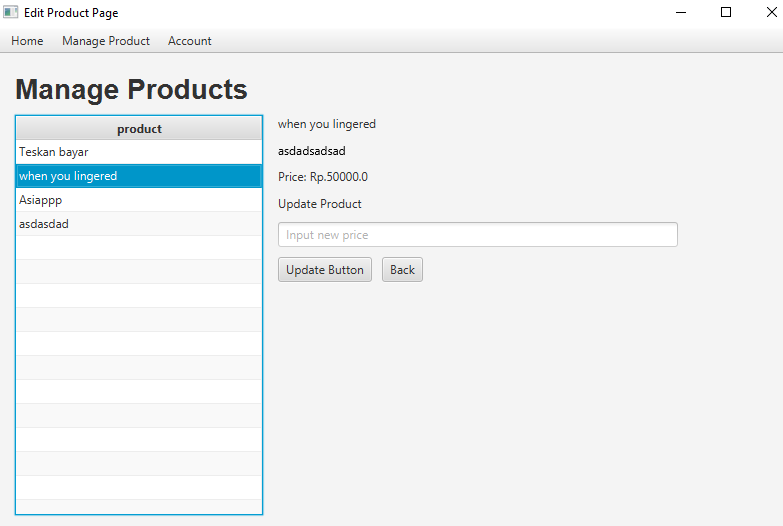 Edit Product Page
Home Manage Product Account
Manage Products
product
Teskan bayar
when you lingered
Asiappp
asdasdad
when you lingered
asdadsadsad
Price: Rp.50000.0
Update Product
Input new price
Update Button Back